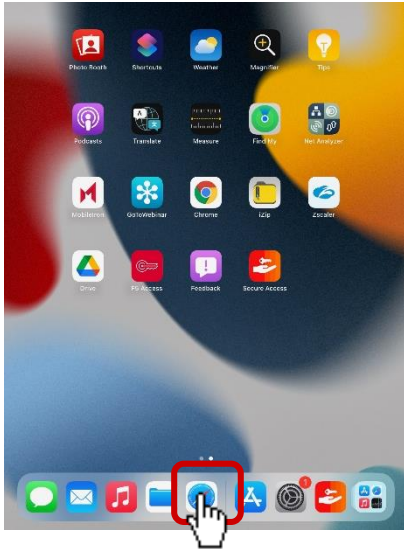 Photo Booth Shortcuts Weather Magnifier Tips
Podcasts Translate Measure Find My Net Analyzer
MobileIron GoToWebinar Chrome iZip Zscaler
Drive PG Access Feedback Secure Access
1